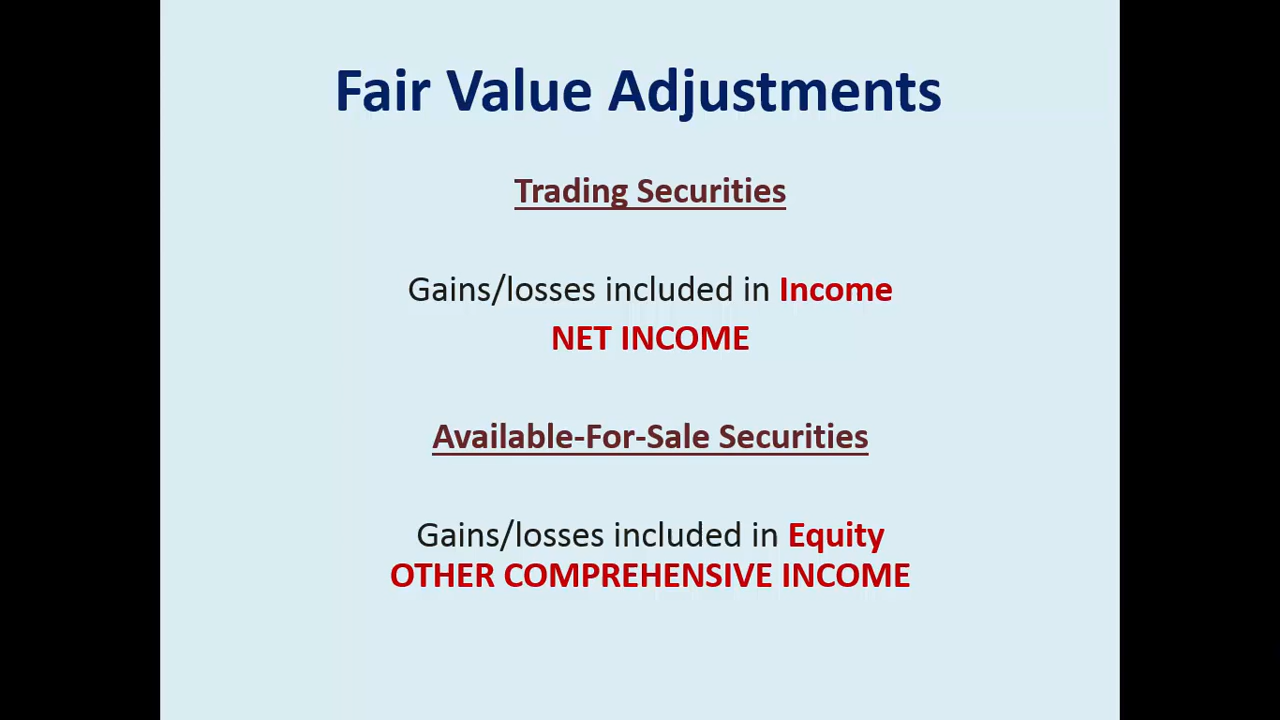 Fair Value Adjustments
Trading Securities
Gains/losses included in Income
NET INCOME
Available-For-Sale Securities
Gains/losses included in Equity
OTHER COMPREHENSIVE INCOME